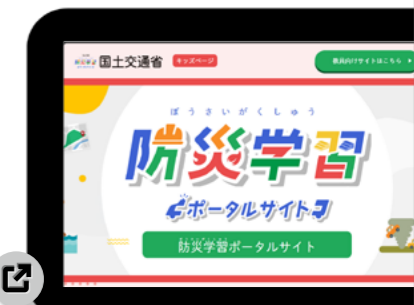 国土交通省 キッズページ 教員向けサイトはこちら
ぼうさいがくしゅう
防災学習
ポータルサイト
防災学習ポータルサイト